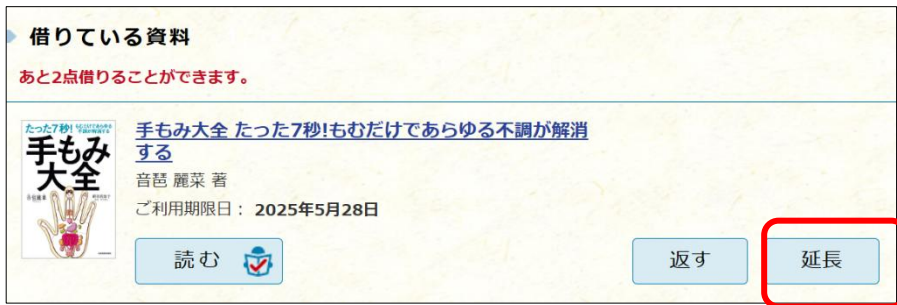 借りている資料
あと2点借りることができます。
たった7秒!
手もみ
大全
手もみ大全 たった7秒!もむだけであらゆる不調が解消
する
音琶 麗菜 著
ご利用期限日： 2025年5月28日
読む
返す
延長